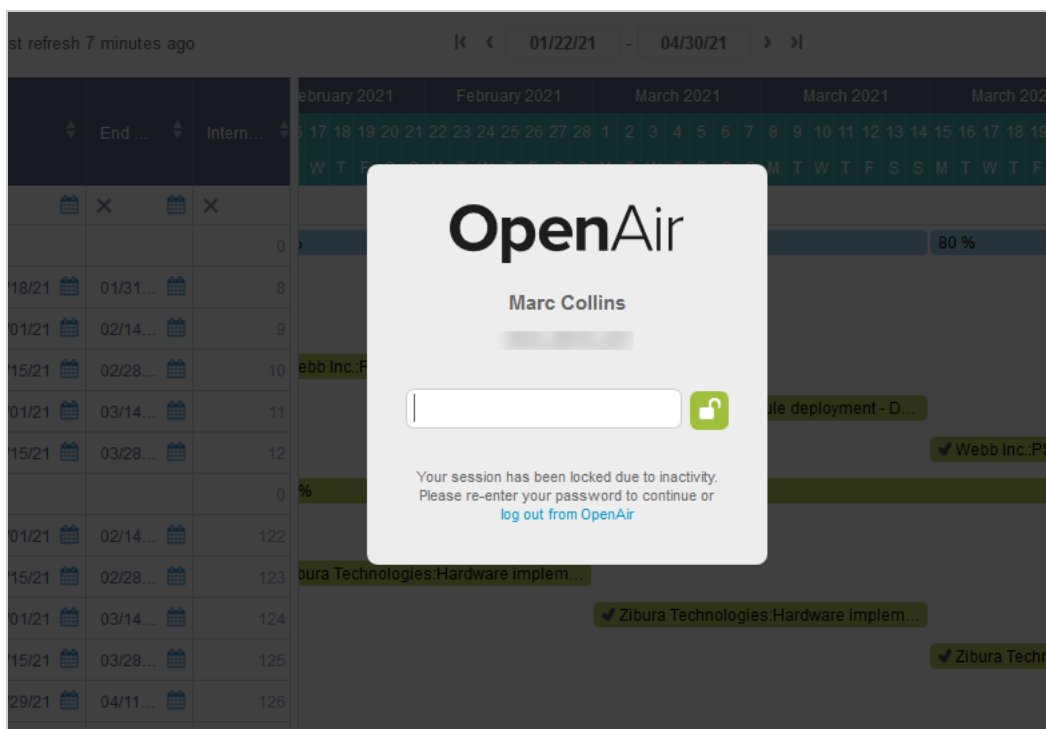 st refresh 7 minutes ago
01/22/21 - 04/30/21
ebruary 2021 February 2021 March 2021 March 2021 March 202
End ... Intern... 17 18 19 20 21 22 23 24 25 26 27 28 1 2 3 4 5 6 7 8 9 10 11 12 13 14 15 16 17 18 19
W T F M T W T F S S M T W T F
0 80 %
/18/21 01/31... 8
/01/21 02/14... 9
/15/21 02/28... 10 ebb Inc.:P
/01/21 03/14... 11 ule deployment - D...
/15/21 03/28... 12 Webb Inc.:PS
0 %
/01/21 02/14... 122
/15/21 02/28... 123 bura Technologies:Hardware implem...
/01/21 03/14... 124 Zibura Technologies:Hardware implem...
/15/21 03/28... 125 Zibura Techn
/29/21 04/11... 126
OpenAir
Marc Collins
Your session has been locked due to inactivity.
Please re-enter your password to continue or
log out from OpenAir